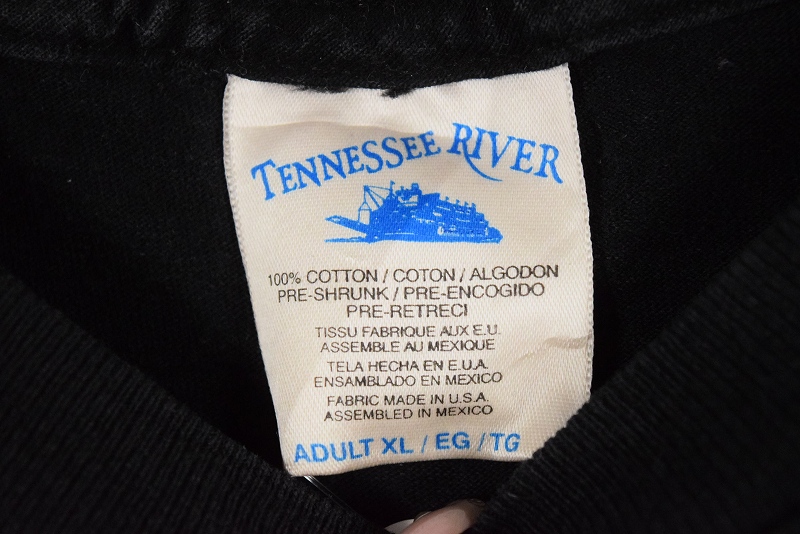 TENNESSEE RIVER
100% COTTON / COTON / ALGODON
PRE-SHRUNK / PRE-ENCOGIDO
PRE-RETRECI
TISSU FABRIQUE AUX E.U.
ASSEMBLE AU MEXIQUE
TELA HECHA EN E.U.A.
ENSAMBLADO EN MEXICO
FABRIC MADE IN U.S.A.
ASSEMBLED IN MEXICO
ADULT XL / EG / TG